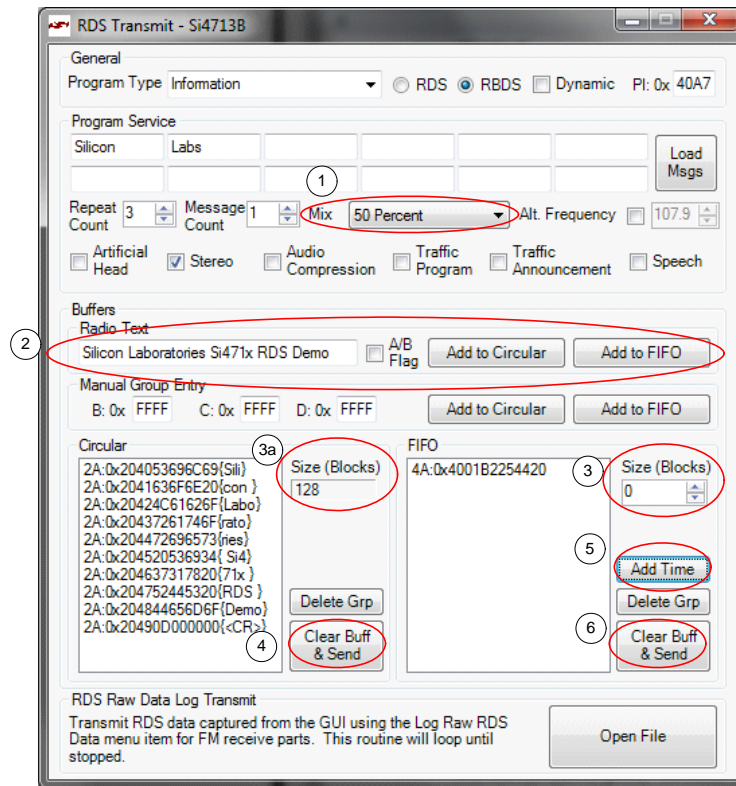 RDS Transmit - Si4713B
General
Program Type Information RDS RBDS Dynamic PI: 0x 40A7
Program Service
Silicon Labs
Load Msgs
1
Repeat Count 3 Message Count 1 Mix 50 Percent Alt. Frequency 107.9
Artificial Head Stereo Audio Compression Traffic Program Traffic Announcement Speech
Buffers
Radio Text
2
Silicon Laboratories Si471x RDS Demo A/B Flag Add to Circular Add to FIFO
Manual Group Entry
B: 0x FFFF C: 0x FFFF D: 0x FFFF Add to Circular Add to FIFO
Circular
2A:0x204053696C69{Sili}
2A:0x2041636F6E20{con }
2A:0x20424C61626F{Labo}
2A:0x20437261746F{rato}
2A:0x204472696573{ries}
2A:0x204520536934{ Si4}
2A:0x204637317820{71x }
2A:0x204752445320{RDS }
2A:0x204844656D6F{Demo}
2A:0x20490D000000{<CR>}
3a
Size (Blocks)
128
Delete Grp
4
Clear Buff & Send
FIFO
4A:0x4001B2254420
3
Size (Blocks)
0
5
Add Time
Delete Grp
6
Clear Buff & Send
RDS Raw Data Log Transmit
Transmit RDS data captured from the GUI using the Log Raw RDS
Data menu item for FM receive parts. This routine will loop until
stopped.
Open File